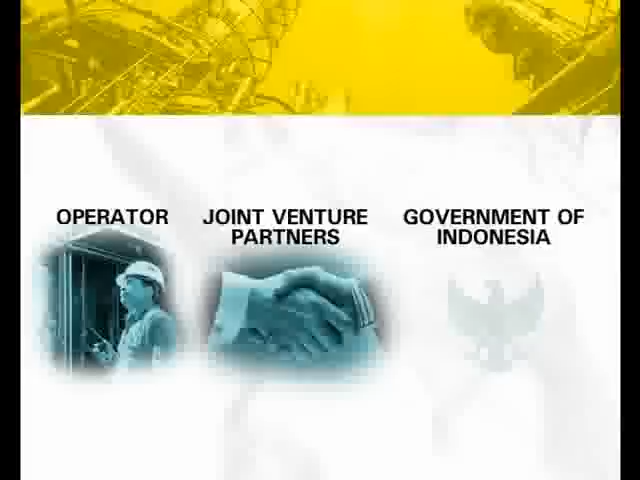 OPERATOR
JOINT VENTURE
PARTNERS
GOVERNMENT OF
INDONESIA